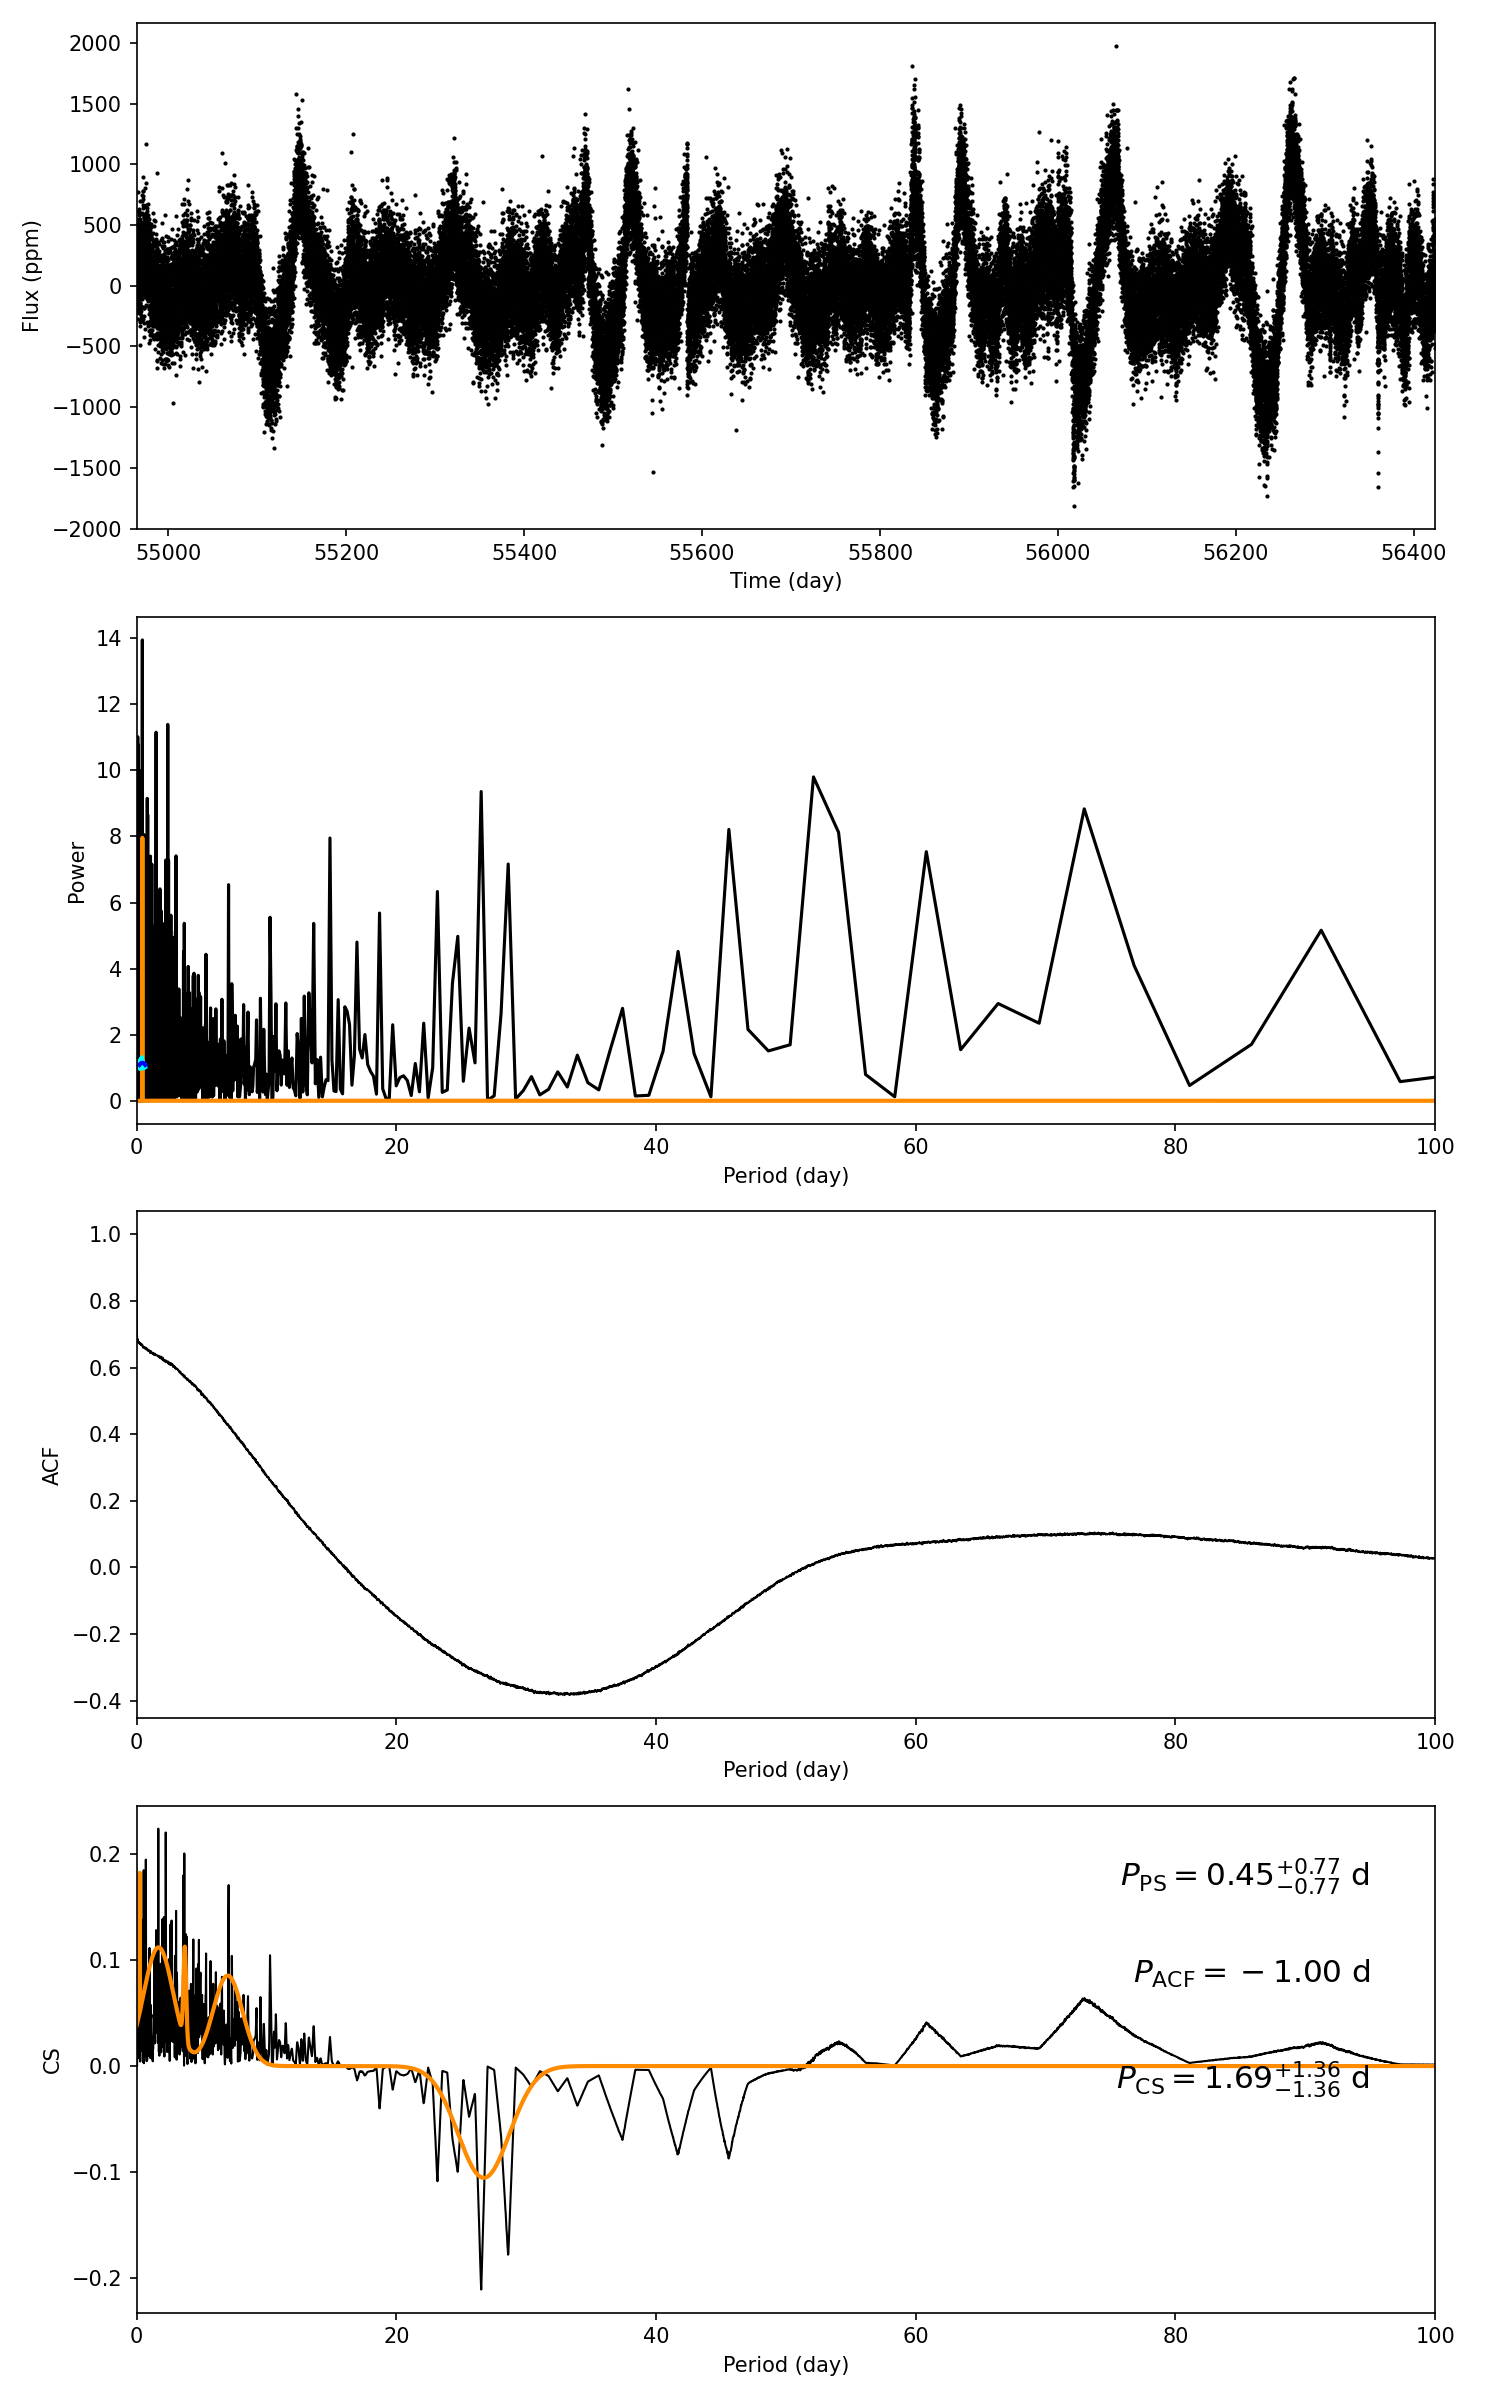 2000
1500
1000
500
0
−500
−1000
−1500
−2000
Flux (ppm)
55000 55200 55400 55600 55800 56000 56200 56400
Time (day)
14
12
10
8
6
4
2
0
Power
0 20 40 60 80 100
Period (day)
1.0
0.8
0.6
0.4
0.2
0.0
−0.2
−0.4
ACF
0 20 40 60 80 100
Period (day)
0.2
0.1
0.0
−0.1
−0.2
CS
P_PS = 0.45 +0.77 −0.77 d
P_ACF = −1.00 d
P_CS = 1.69 +1.36 −1.36 d
0 20 40 60 80 100
Period (day)